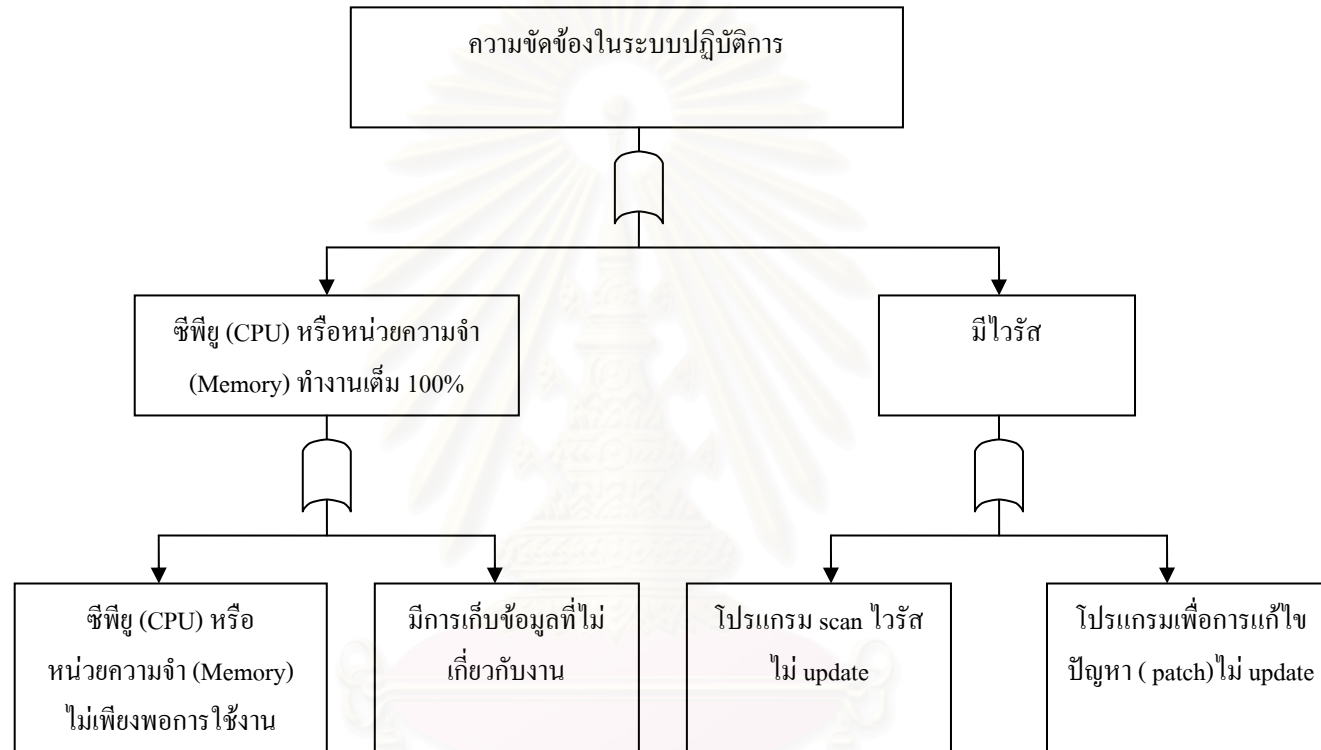 ความขัดข้องในระบบปฏิบัติการ
ซีพียู (CPU) หรือหน่วยความจำ
(Memory) ทำงานเต็ม 100%
มีไวรัส
ซีพียู (CPU) หรือ
หน่วยความจำ (Memory)
ไม่เพียงพอการใช้งาน
มีการเก็บข้อมูลที่ไม่
เกี่ยวกับงาน
โปรแกรม scan ไวรัส
ไม่ update
โปรแกรมเพื่อการแก้ไข
ปัญหา ( patch)ไม่ update